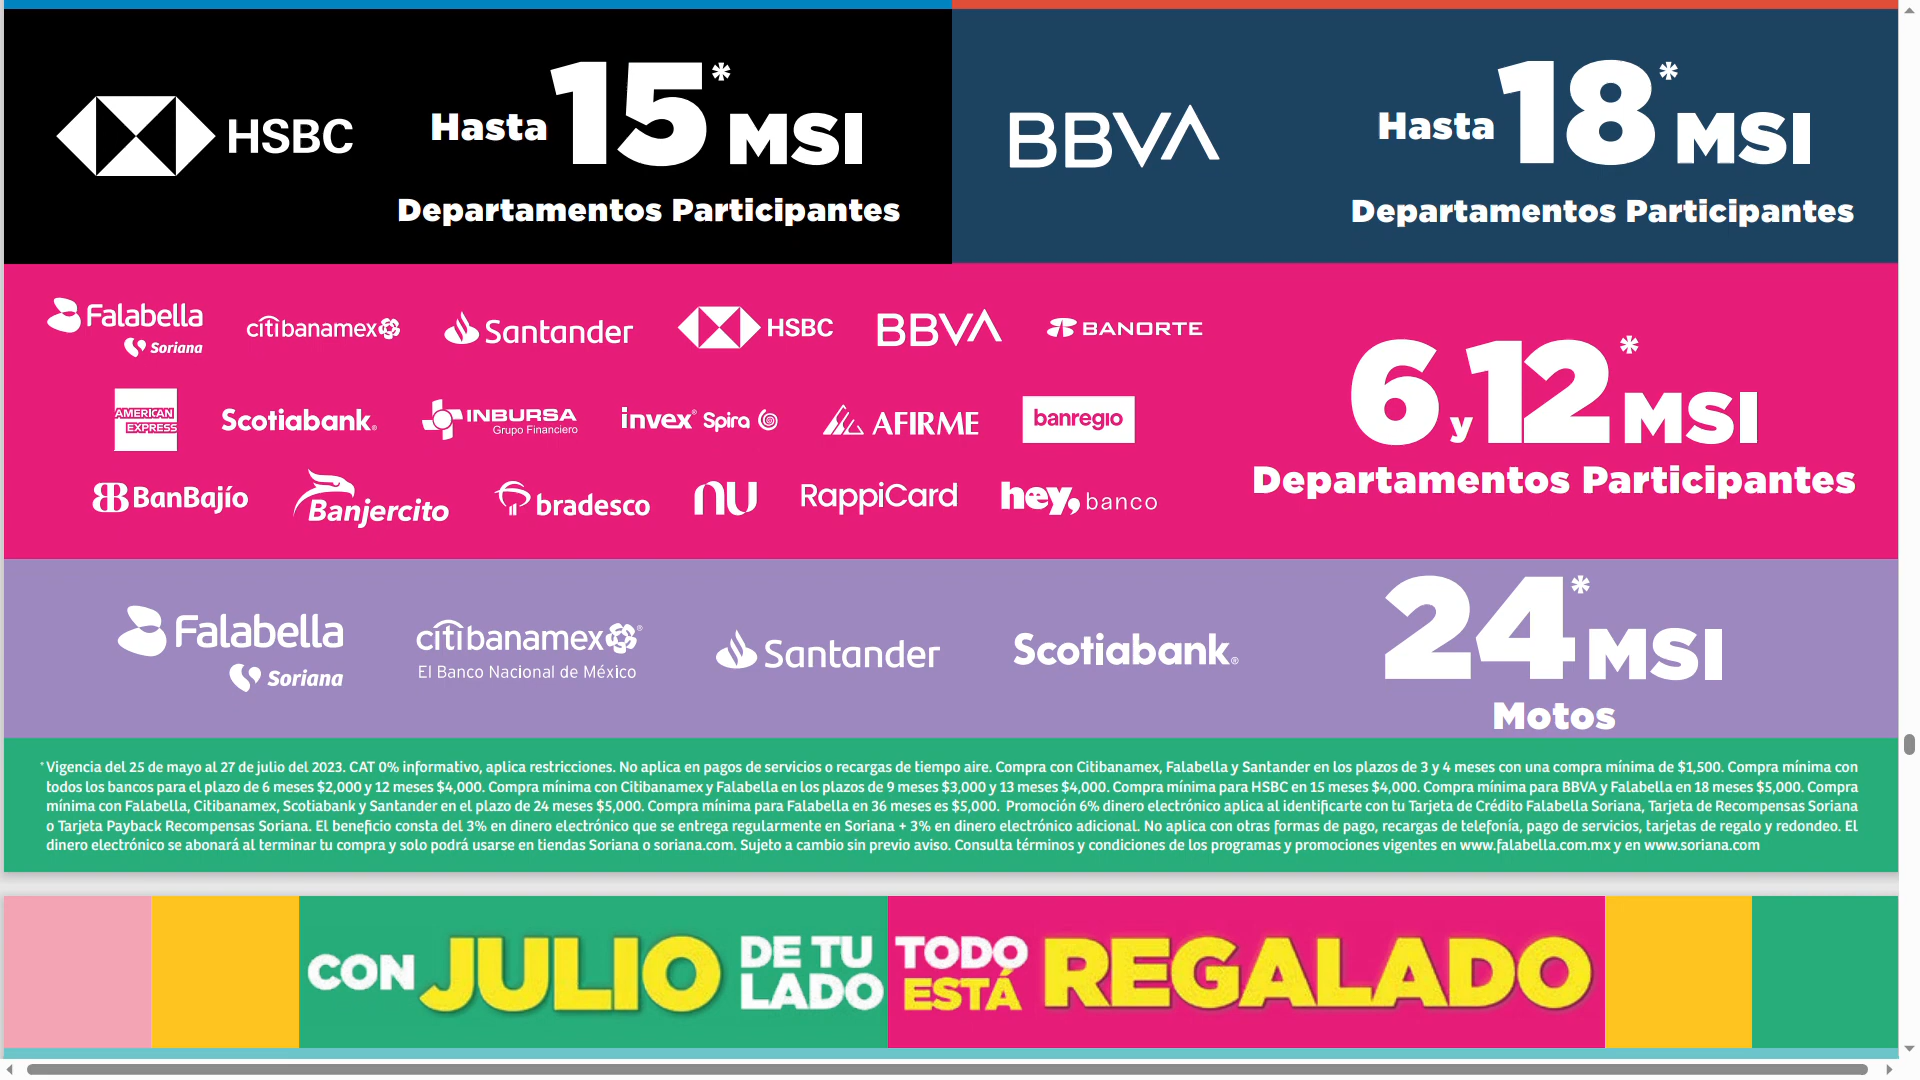 HSBC
Hasta 15* MSI
Departamentos Participantes
BBVA
Hasta 18* MSI
Departamentos Participantes
Falabella
Soriana
citibanamex
Santander
HSBC
BBVA
BANORTE
AMERICAN
EXPRESS
Scotiabank®
INBURSA
Grupo Financiero
invex® Spira
AFIRME
banregio
BanBajío
Banjercito
bradesco
nu
RappiCard
hey, banco
6 y 12* MSI
Departamentos Participantes
Falabella
Soriana
citibanamex®
El Banco Nacional de México
Santander
Scotiabank®
24* MSI
Motos
*Vigencia del 25 de mayo al 27 de julio del 2023. CAT 0% informativo, aplica restricciones. No aplica en pagos de servicios o recargas de tiempo aire. Compra con Citibanamex, Falabella y Santander en los plazos de 3 y 4 meses con una compra mínima de $1,500. Compra mínima con
todos los bancos para el plazo de 6 meses $2,000 y 12 meses $4,000. Compra mínima con Citibanamex y Falabella en los plazos de 9 meses $3,000 y 13 meses $4,000. Compra mínima para HSBC en 15 meses $4,000. Compra mínima para BBVA y Falabella en 18 meses $5,000. Compra
mínima con Falabella, Citibanamex, Scotiabank y Santander en el plazo de 24 meses $5,000. Compra mínima para Falabella en 36 meses es $5,000. Promoción 6% dinero electrónico aplica al identificarte con tu Tarjeta de Crédito Falabella Soriana, Tarjeta de Recompensas Soriana
o Tarjeta Payback Recompensas Soriana. El beneficio consta del 3% en dinero electrónico que se entrega regularmente en Soriana + 3% en dinero electrónico adicional. No aplica con otras formas de pago, recargas de telefonía, pago de servicios, tarjetas de regalo y redondeo. El
dinero electrónico se abonará al terminar tu compra y solo podrá usarse en tiendas Soriana o soriana.com. Sujeto a cambio sin previo aviso. Consulta términos y condiciones de los programas y promociones vigentes en www.falabella.com.mx y en www.soriana.com
CON JULIO DE TU
LADO
TODO
ESTÁ REGALADO